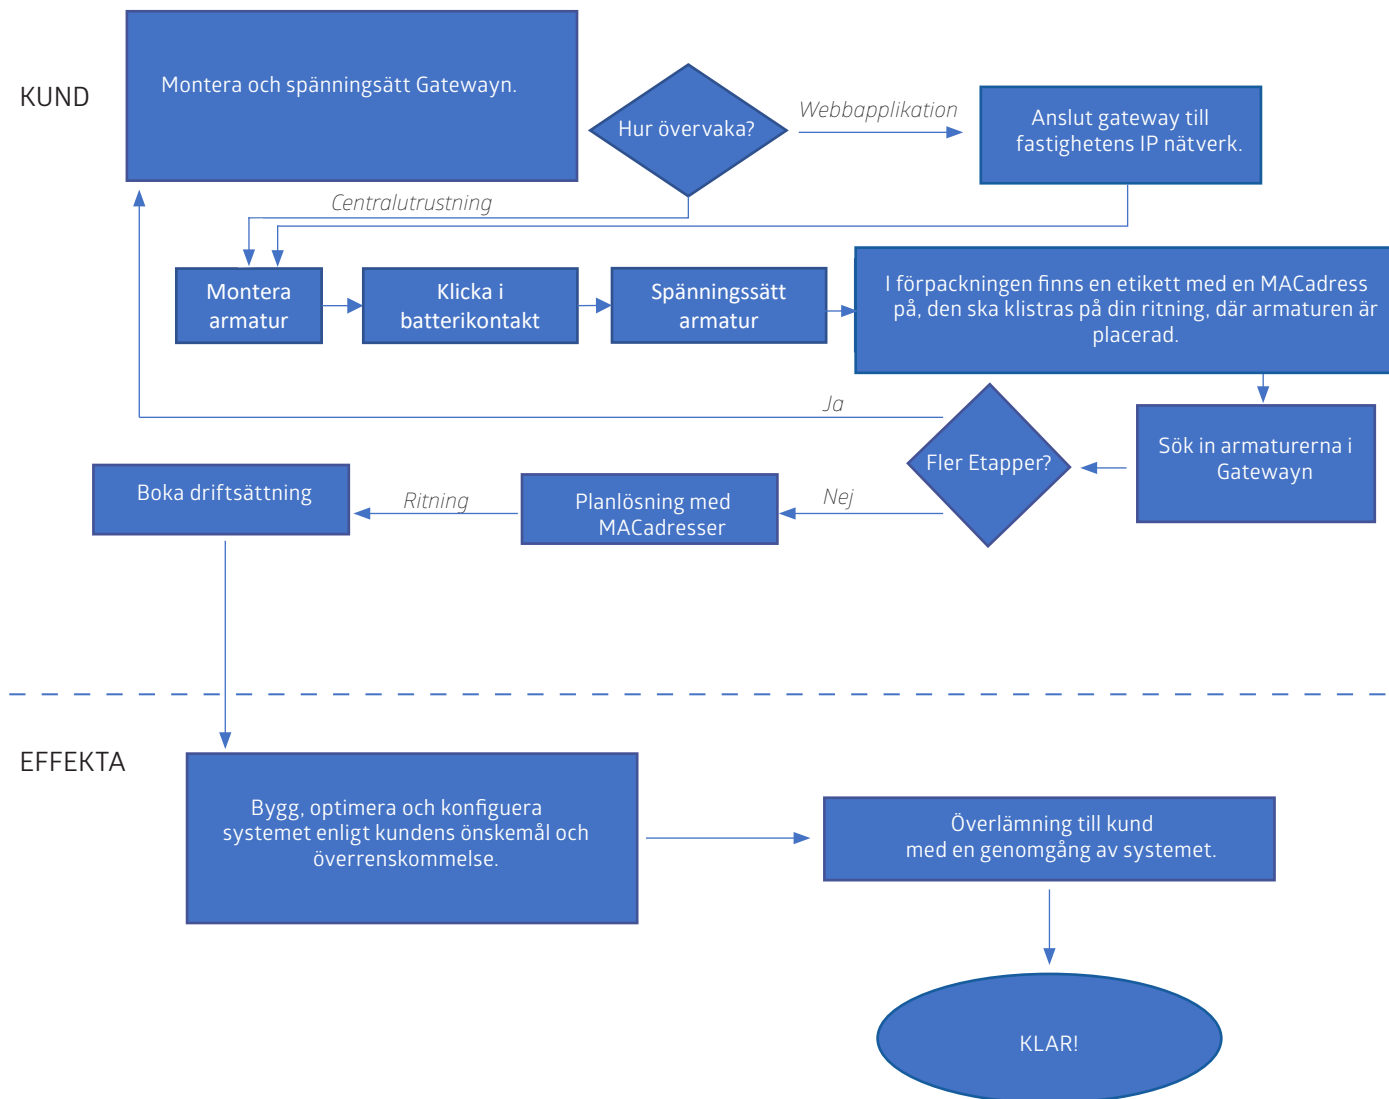 KUND
Montera och spänningsätt Gatewayn.
Hur övervaka?
Webbapplikation
Anslut gateway till
fastighetens IP nätverk.
Centralutrustning
Montera
armatur
Klicka i
batterikontakt
Spänningssätt
armatur
I förpackningen finns en etikett med en MACadress
på, den ska klistras på din ritning, där armaturen är
placerad.
Ja
Sök in armaturerna i
Gatewayn
Fler Etapper?
Nej
Planlösning med
MACadresser
Ritning
Boka driftsättning
EFFEKTA
Bygg, optimera och konfiguera
systemet enligt kundens önskemål och
överrenskommelse.
Överlämning till kund
med en genomgång av systemet.
KLAR!